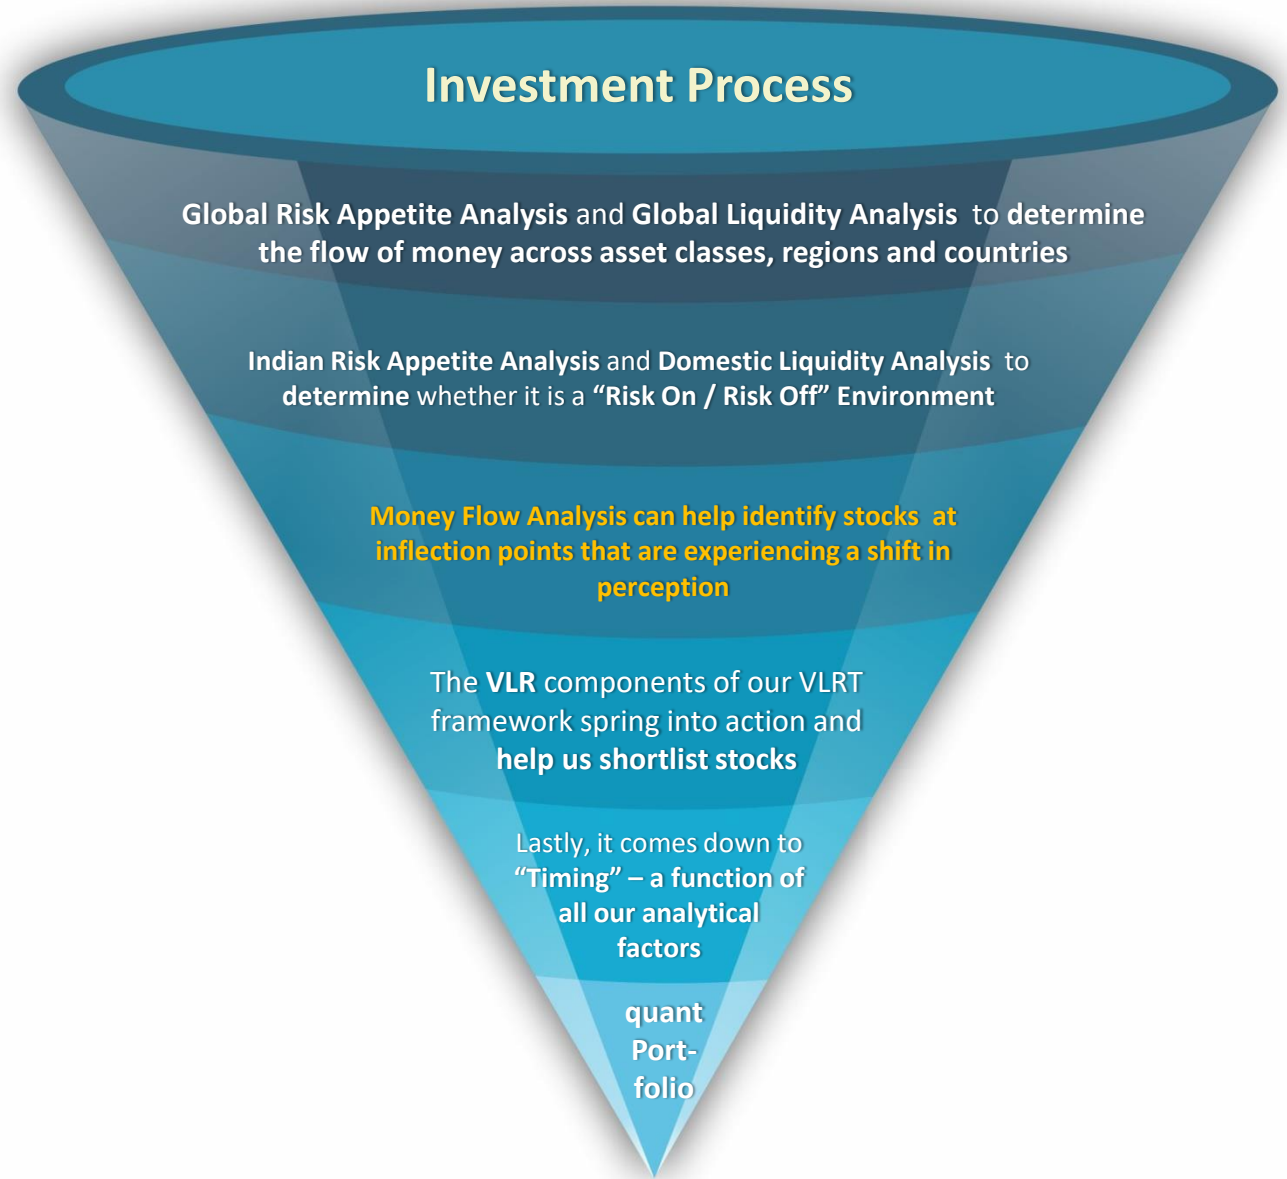 Investment Process
Global Risk Appetite Analysis and Global Liquidity Analysis to determine
the flow of money across asset classes, regions and countries
Indian Risk Appetite Analysis and Domestic Liquidity Analysis to
determine whether it is a “Risk On / Risk Off” Environment
Money Flow Analysis can help identify stocks at
inflection points that are experiencing a shift in
perception
The VLR components of our VLRT
framework spring into action and
help us shortlist stocks
Lastly, it comes down to
“Timing” – a function of
all our analytical
factors
quant
Port-
folio